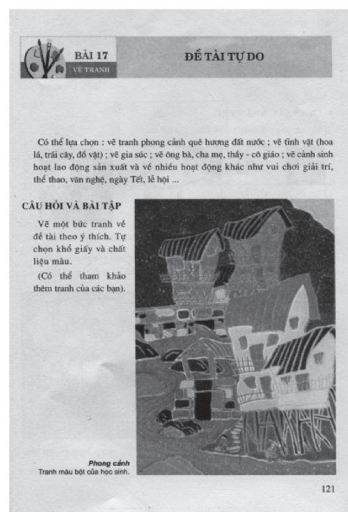 BÀI 17
VẼ TRANH
ĐỀ TÀI TỰ DO
Có thể lựa chọn : vẽ tranh phong cảnh quê hương đất nước ; vẽ tĩnh vật (hoa
lá, trái cây, đồ vật) ; vẽ gia súc ; vẽ ông bà, cha mẹ, thầy - cô giáo ; vẽ cảnh sinh
hoạt lao động sản xuất và về nhiều hoạt động khác như vui chơi giải trí,
thể thao, văn nghệ, ngày Tết, lễ hội ...
CÂU HỎI VÀ BÀI TẬP
Vẽ một bức tranh về
đề tài theo ý thích. Tự
chọn khổ giấy và chất
liệu màu.
(Có thể tham khảo
thêm tranh của các bạn).
Phong cảnh
Tranh màu bột của học sinh.
121